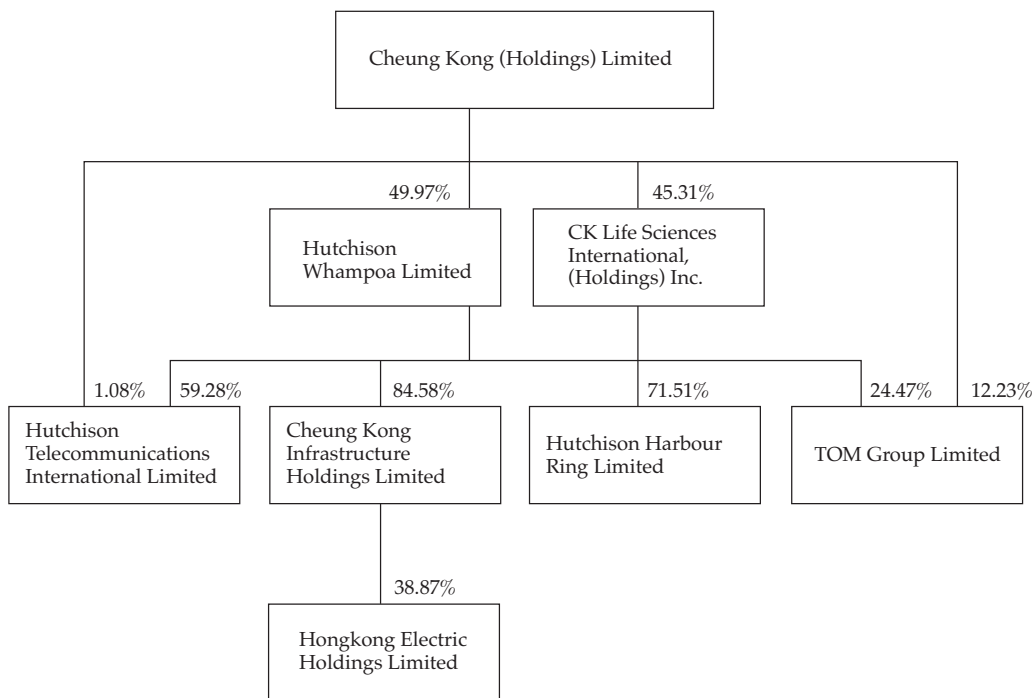 Cheung Kong (Holdings) Limited
49.97%
45.31%
Hutchison
Whampoa Limited
CK Life Sciences
International,
(Holdings) Inc.
1.08%
59.28%
84.58%
71.51%
24.47%
12.23%
Hutchison
Telecommunications
International Limited
Cheung Kong
Infrastructure
Holdings Limited
Hutchison Harbour
Ring Limited
TOM Group Limited
38.87%
Hongkong Electric
Holdings Limited